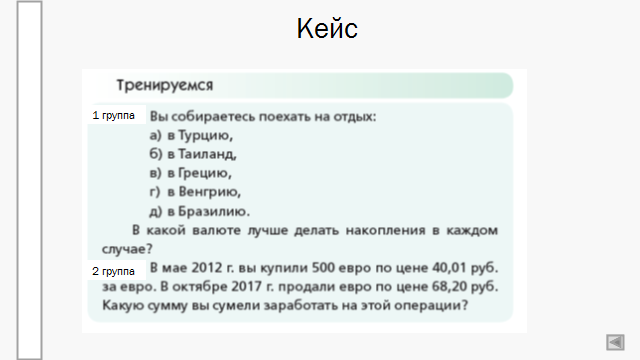 Кейс
Тренируемся
1 группа
Вы собираетесь поехать на отдых:
а) в Турцию,
б) в Таиланд,
в) в Грецию,
г) в Венгрию,
д) в Бразилию.
В какой валюте лучше делать накопления в каждом
случае?
2 группа
В мае 2012 г. вы купили 500 евро по цене 40,01 руб.
за евро. В октябре 2017 г. продали евро по цене 68,20 руб.
Какую сумму вы сумели заработать на этой операции?